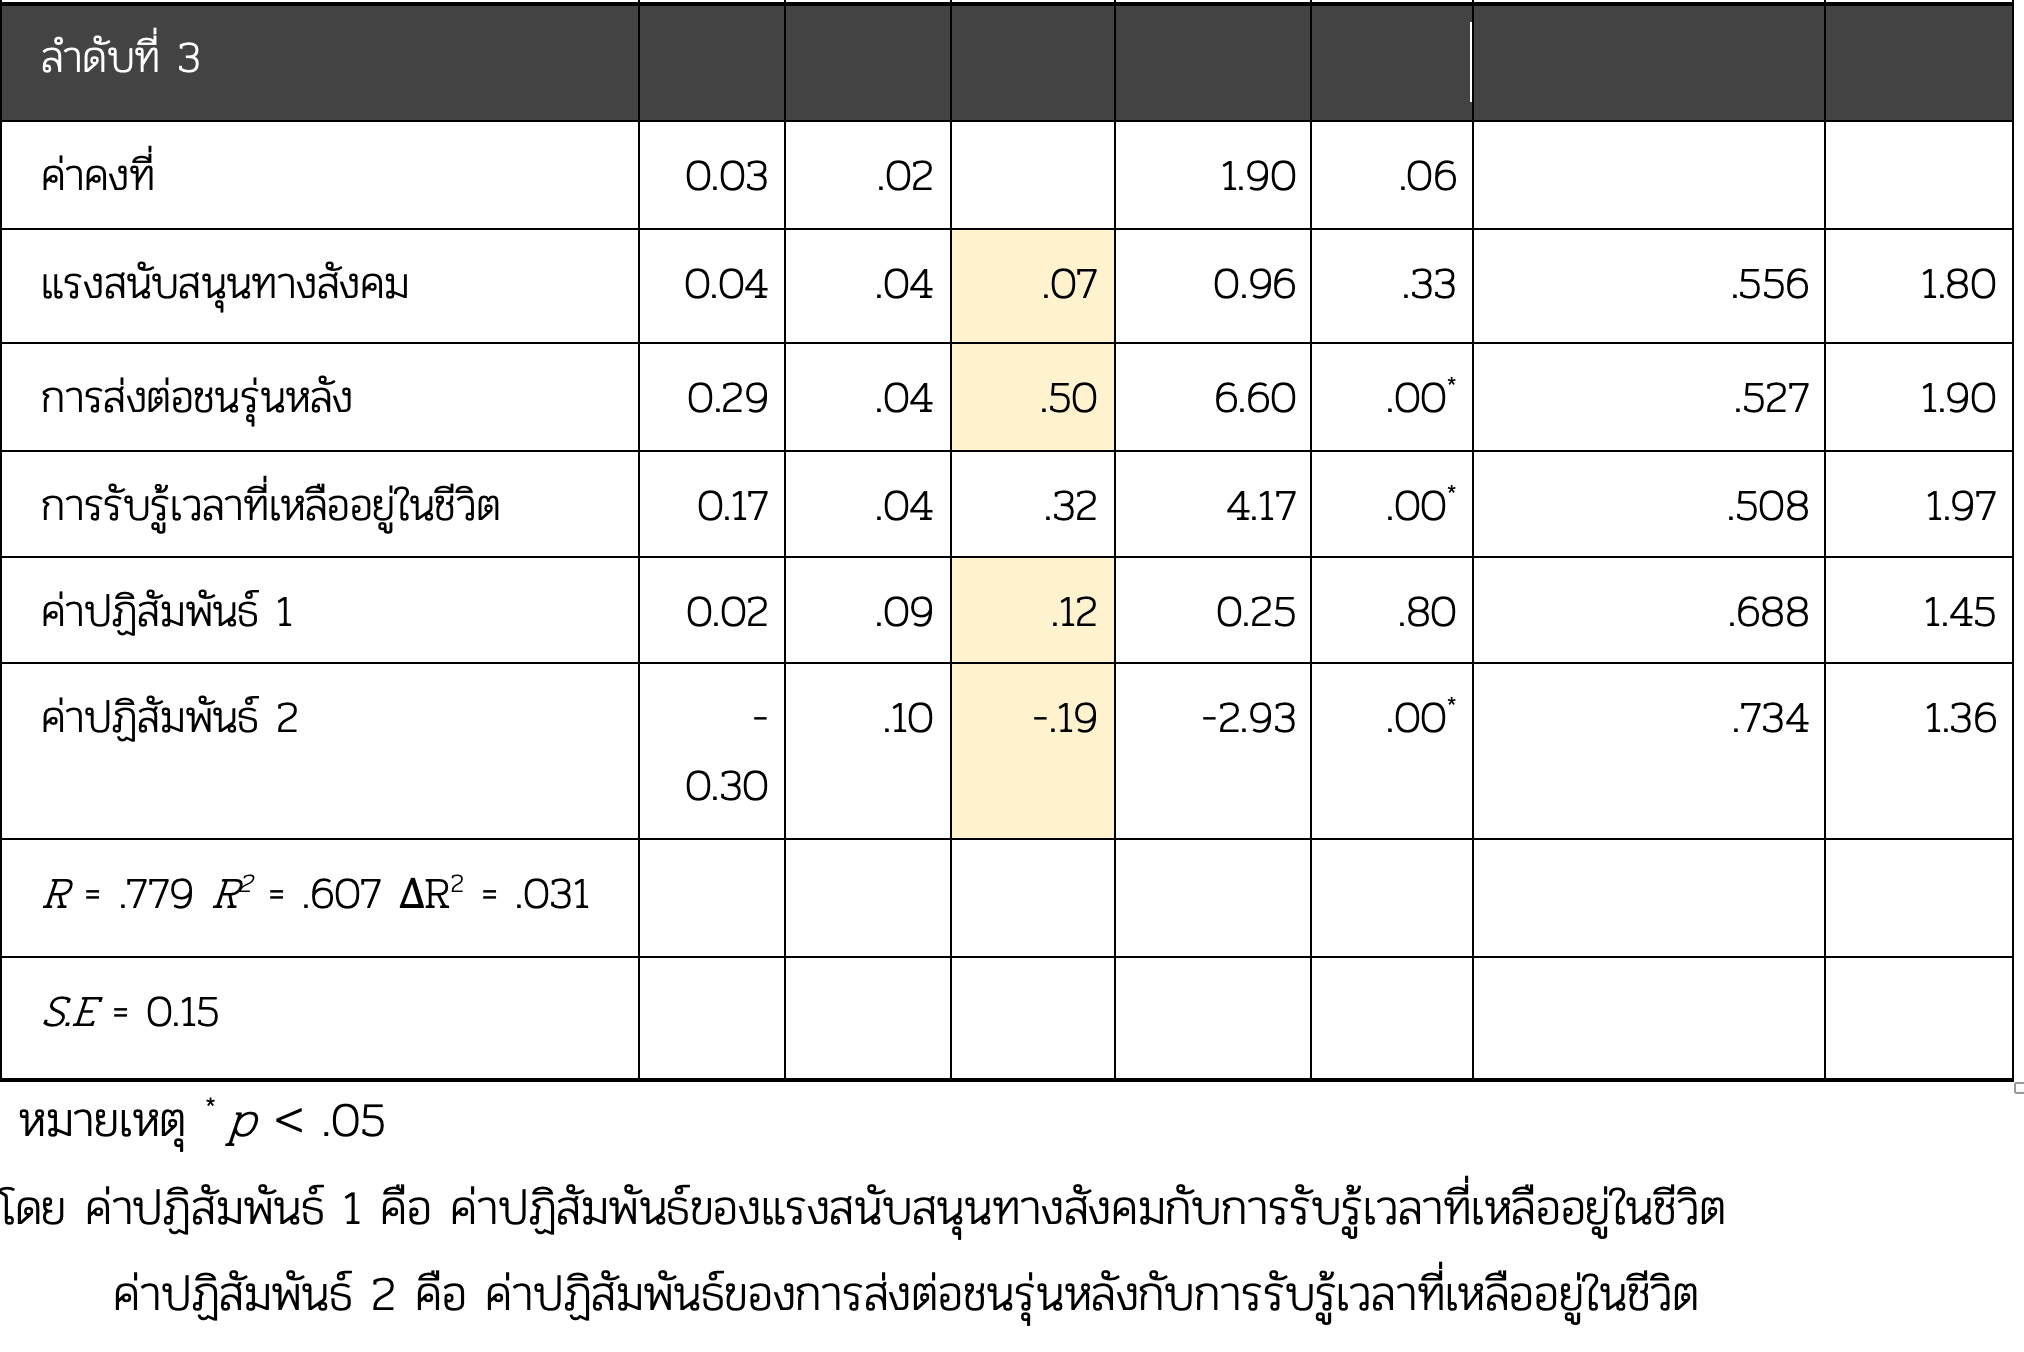 ลำดับที่ 3
ค่าคงที่ 0.03 .02 1.90 .06
แรงสนับสนุนทางสังคม 0.04 .04 .07 0.96 .33 .556 1.80
การส่งต่อชนรุ่นหลัง 0.29 .04 .50 6.60 .00* .527 1.90
การรับรู้เวลาที่เหลืออยู่ในชีวิต 0.17 .04 .32 4.17 .00* .508 1.97
ค่าปฏิสัมพันธ์ 1 0.02 .09 .12 0.25 .80 .688 1.45
ค่าปฏิสัมพันธ์ 2 - .10 -.19 -2.93 .00* .734 1.36
0.30
R = .779 R² = .607 ΔR² = .031
S.E = 0.15
หมายเหตุ * p < .05
โดย ค่าปฏิสัมพันธ์ 1 คือ ค่าปฏิสัมพันธ์ของแรงสนับสนุนทางสังคมกับการรับรู้เวลาที่เหลืออยู่ในชีวิต
ค่าปฏิสัมพันธ์ 2 คือ ค่าปฏิสัมพันธ์ของการส่งต่อชนรุ่นหลังกับการรับรู้เวลาที่เหลืออยู่ในชีวิต